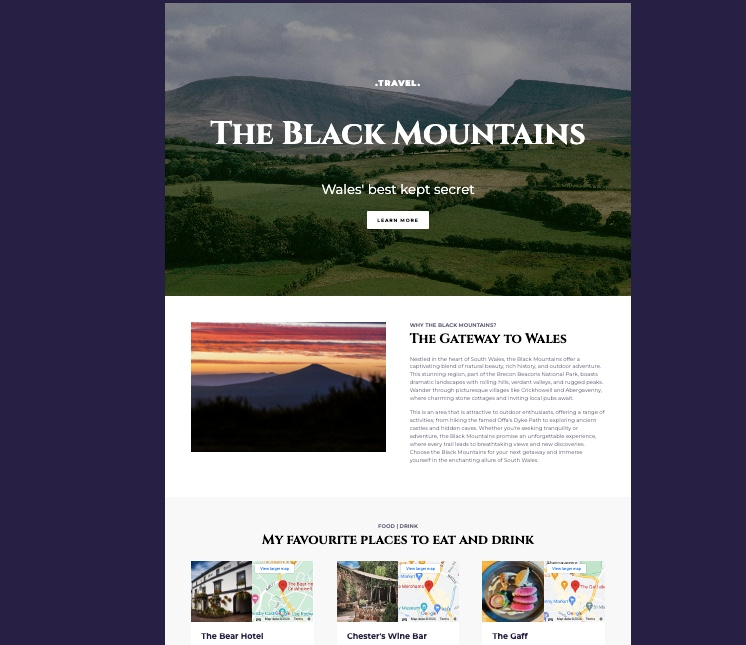 .TRAVEL.
The Black Mountains
Wales' best kept secret
LEARN MORE
WHY THE BLACK MOUNTAINS?
The Gateway to Wales
Nestled in the heart of South Wales, the Black Mountains offer a
captivating blend of natural beauty, rich history, and outdoor adventure.
This stunning region, part of the Brecon Beacons National Park, boasts
dramatic landscapes with rolling hills, verdant valleys, and rugged peaks.
Wander through picturesque villages like Crickhowell and Abergavenny,
where charming stone cottages and inviting local pubs await.
This is an area that is attractive to outdoor enthusiasts, offering a range of
activities; from hiking the famed Offa's Dyke Path to exploring ancient
castles and hidden caves. Whether you're seeking tranquility or
adventure, the Black Mountains promise an unforgettable experience,
where every trail leads to breathtaking views and new discoveries.
Choose the Black Mountains for your next getaway and immerse
yourself in the enchanting allure of South Wales.
FOOD | DRINK
My favourite places to eat and drink
View larger map
View larger map
View larger map
The Bear Hotel
Chester's Wine Bar
The Gaff